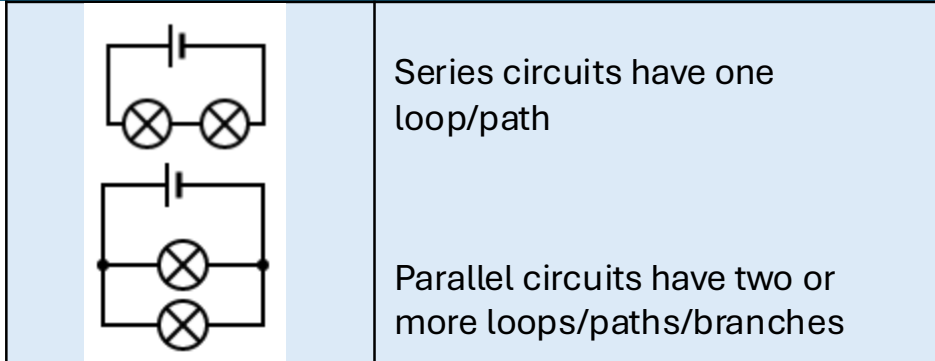 Series circuits have one
loop/path
Parallel circuits have two or
more loops/paths/branches